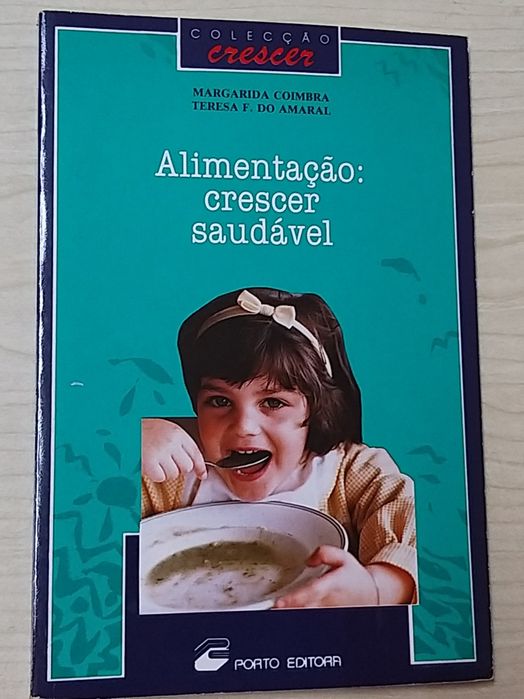 COLECÇÃO
crescer
MARGARIDA COIMBRA
TERESA F. DO AMARAL
Alimentação:
crescer
saudável
PORTO EDITORA